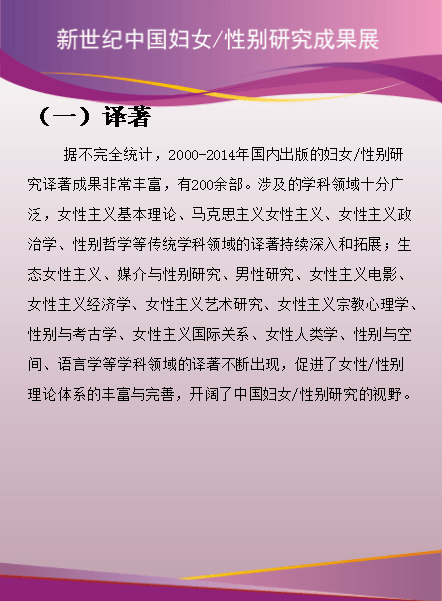 新世纪中国妇女/性别研究成果展
（一）译著
据不完全统计，2000-2014年国内出版的妇女/性别研
究译著成果非常丰富，有200余部。涉及的学科领域十分广
泛，女性主义基本理论、马克思主义女性主义、女性主义政
治学、性别哲学等传统学科领域的译著持续深入和拓展；生
态女性主义、媒介与性别研究、男性研究、女性主义电影、
女性主义经济学、女性主义艺术研究、女性主义宗教心理学、
性别与考古学、女性主义国际关系、女性人类学、性别与空
间、语言学等学科领域的译著不断出现，促进了女性/性别
理论体系的丰富与完善，开阔了中国妇女/性别研究的视野。